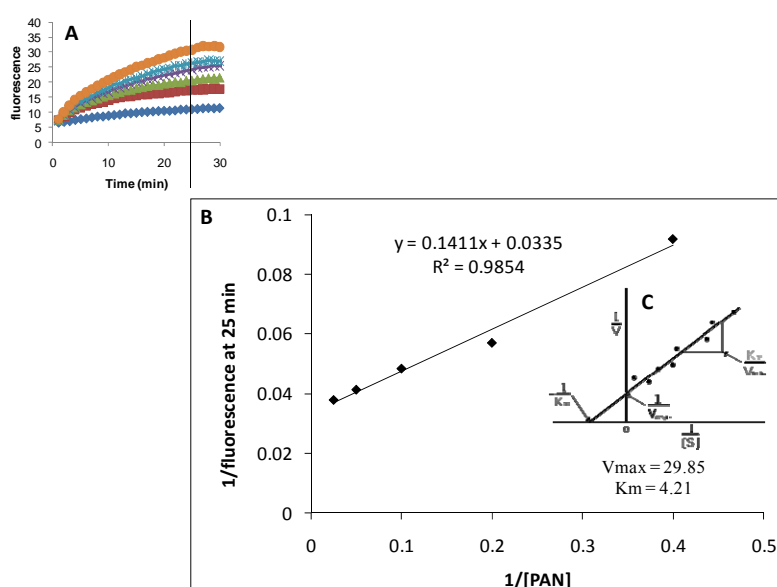 A
fluorescence
40
35
30
25
20
15
10
5
0
0 10 20 30
Time (min)
B
y = 0.1411x + 0.0335
R² = 0.9854
1/fluorescence at 25 min
0.1
0.08
0.06
0.04
0.02
0
0 0.1 0.2 0.3 0.4 0.5
1/[PAN]
C
1
V
1
1
0
1
[S]
Vmax = 29.85
Km = 4.21